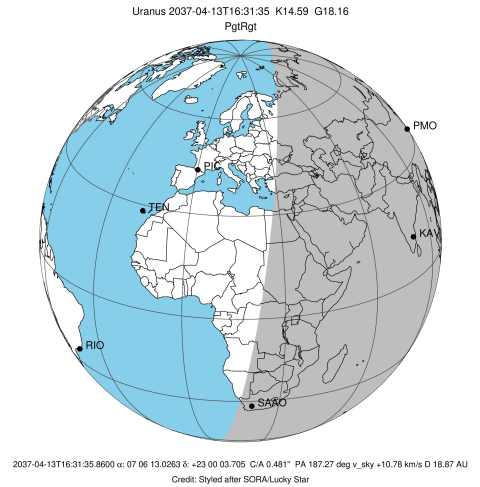 Uranus 2037-04-13T16:31:35 K14.59 G18.16
PgtRgt
PMO
PIC
TEN
KAV
RIO
SAAO
2037-04-13T16:31:35.8600 α: 07 06 13.0263 δ: +23 00 03.705 C/A 0.481" PA 187.27 deg v_sky +10.78 km/s D 18.87 AU
Credit: Styled after SORA/Lucky Star